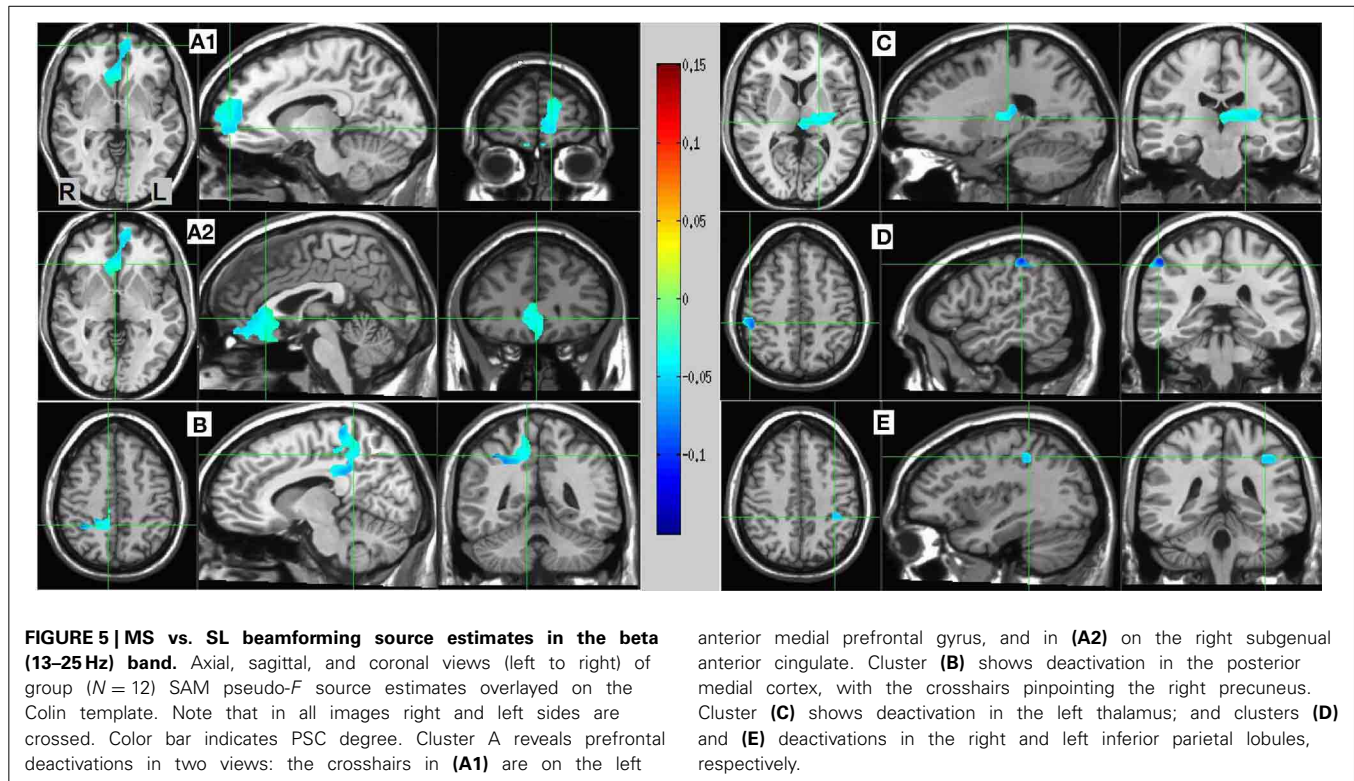 A1
R
L
A2
B
0,15
0,1
0,05
0
-0,05
-0,1
C
D
E
FIGURE 5 | MS vs. SL beamforming source estimates in the beta
(13–25 Hz) band. Axial, sagittal, and coronal views (left to right) of
group (N = 12) SAM pseudo-F source estimates overlayed on the
Colin template. Note that in all images right and left sides are
crossed. Color bar indicates PSC degree. Cluster A reveals prefrontal
deactivations in two views: the crosshairs in (A1) are on the left
anterior medial prefrontal gyrus, and in (A2) on the right subgenual
anterior cingulate. Cluster (B) shows deactivation in the posterior
medial cortex, with the crosshairs pinpointing the right precuneus.
Cluster (C) shows deactivation in the left thalamus; and clusters (D)
and (E) deactivations in the right and left inferior parietal lobules,
respectively.